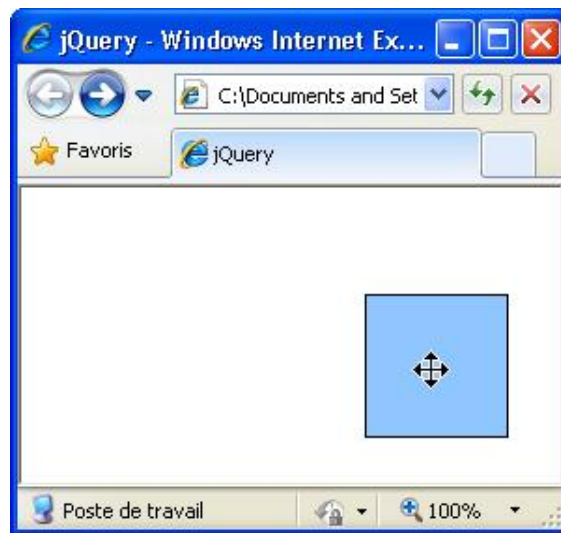 jQuery - Windows Internet Ex...
C:\Documents and Set
Favoris
jQuery
Poste de travail
100%